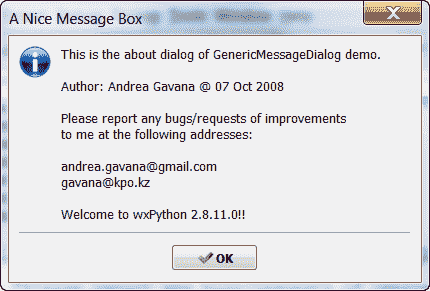 A Nice Message Box
This is the about dialog of GenericMessageDialog demo.
Author: Andrea Gavana @ 07 Oct 2008
Please report any bugs/requests of improvements
to me at the following addresses:
andrea.gavana@gmail.com
gavana@kpo.kz
Welcome to wxPython 2.8.11.0!!
OK